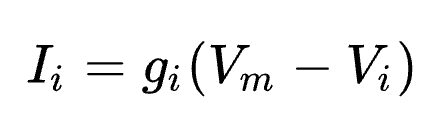 I_i = g_i(V_m − V_i)